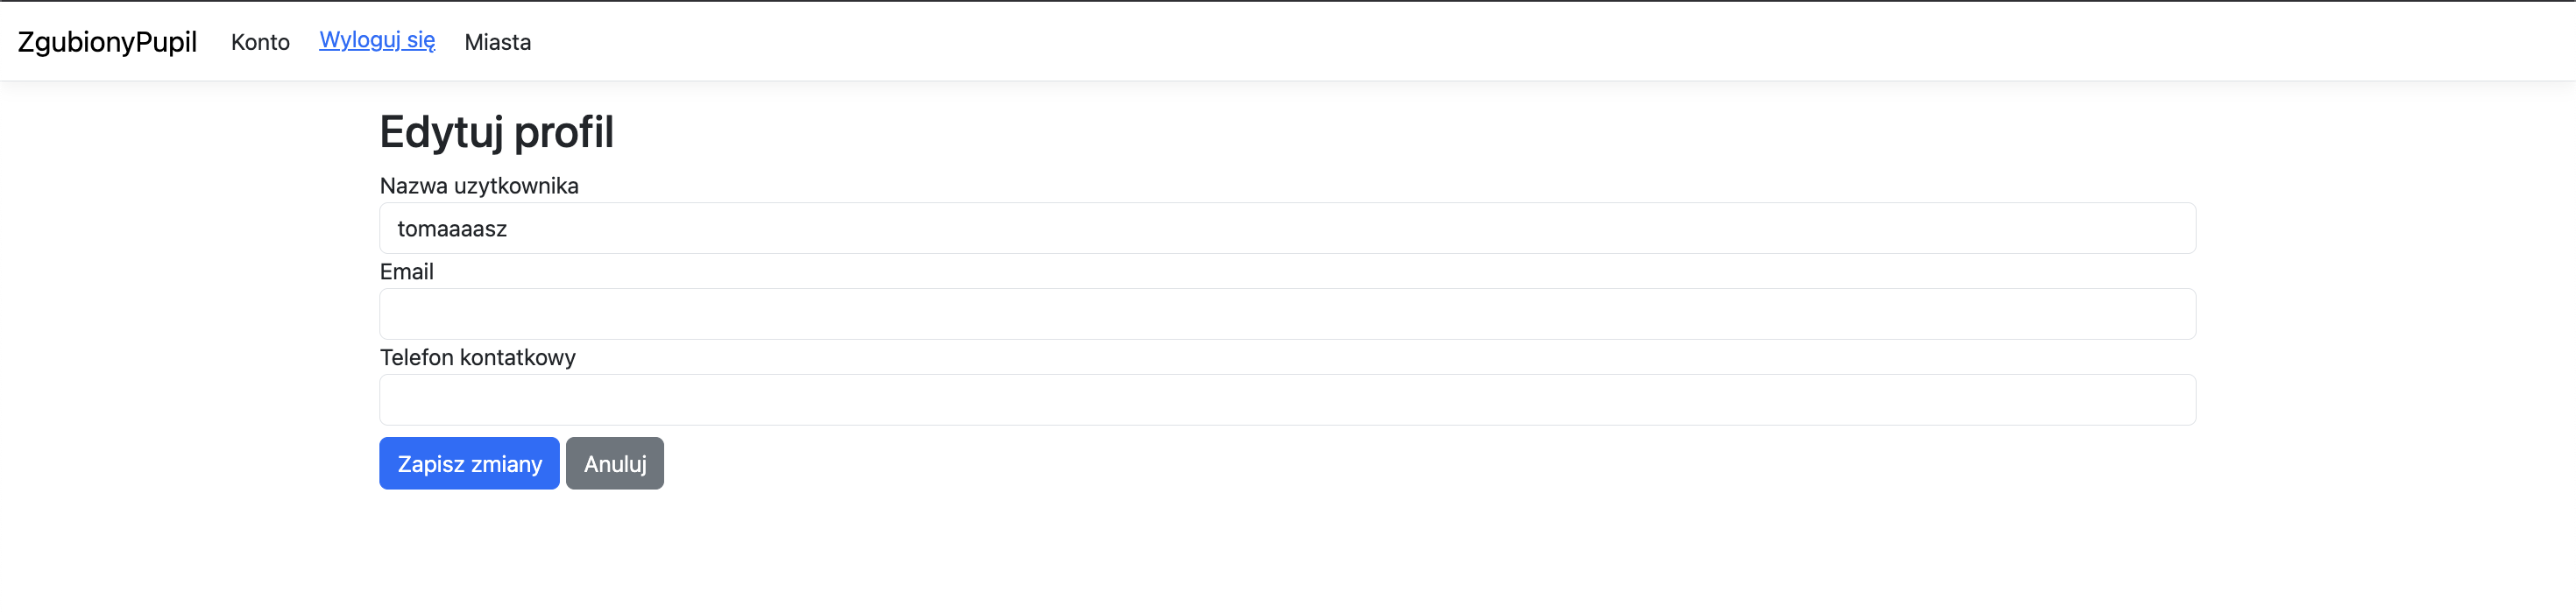 ZgubionyPupil Konto Wyloguj się Miasta
Edytuj profil
Nazwa uzytkownika
tomaaaasz
Email
Telefon kontatkowy
Zapisz zmiany Anuluj